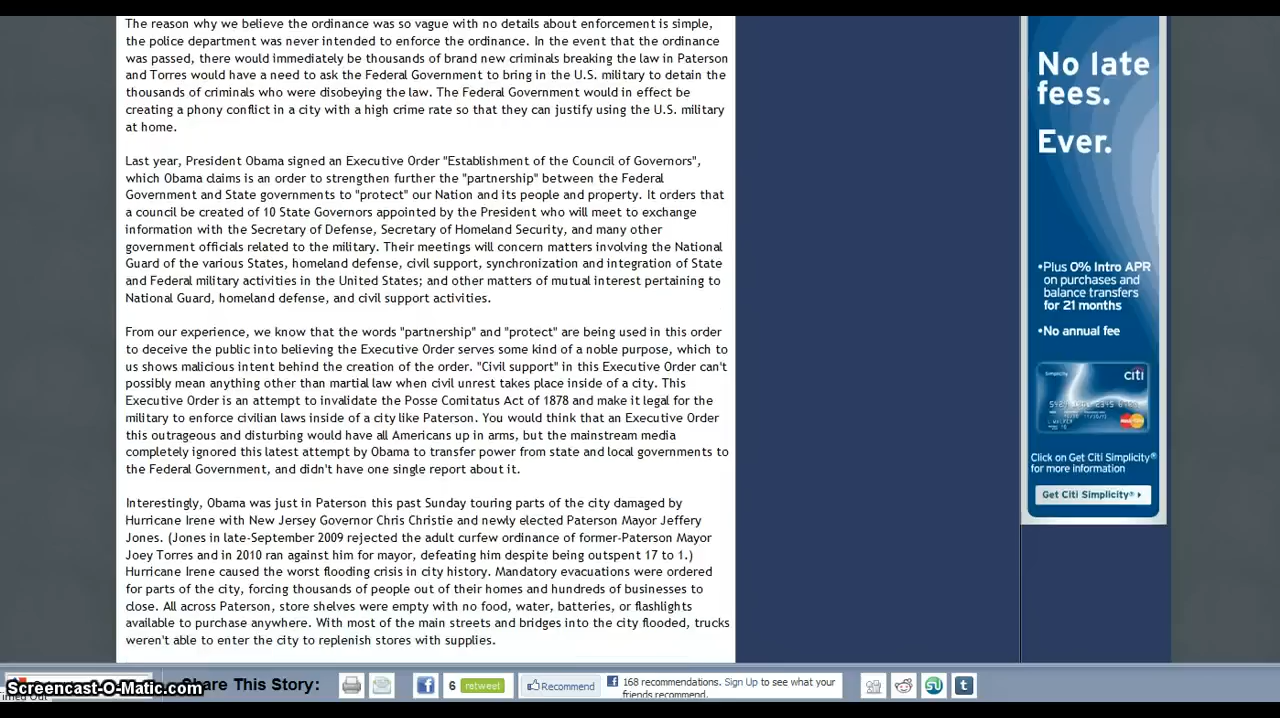 The reason why we believe the ordinance was so vague with no details about enforcement is simple,
the police department was never intended to enforce the ordinance. In the event that the ordinance
was passed, there would immediately be thousands of brand new criminals breaking the law in Paterson
and Torres would have a need to ask the Federal Government to bring in the U.S. military to detain the
thousands of criminals who were disobeying the law. The Federal Government would in effect be
creating a phony conflict in a city with a high crime rate so that they can justify using the U.S. military
at home.
Last year, President Obama signed an Executive Order "Establishment of the Council of Governors",
which Obama claims is an order to strengthen further the "partnership" between the Federal
Government and State governments to "protect" our Nation and its people and property. It orders that
a council be created of 10 State Governors appointed by the President who will meet to exchange
information with the Secretary of Defense, Secretary of Homeland Security, and many other
government officials related to the military. Their meetings will concern matters involving the National
Guard of the various States, homeland defense, civil support, synchronization and integration of State
and Federal military activities in the United States; and other matters of mutual interest pertaining to
National Guard, homeland defense, and civil support activities.
From our experience, we know that the words "partnership" and "protect" are being used in this order
to deceive the public into believing the Executive Order serves some kind of a noble purpose, which to
us shows malicious intent behind the creation of the order. "Civil support" in this Executive Order can't
possibly mean anything other than martial law when civil unrest takes place inside of a city. This
Executive Order is an attempt to invalidate the Posse Comitatus Act of 1878 and make it legal for the
military to enforce civilian laws inside of a city like Paterson. You would think that an Executive Order
this outrageous and disturbing would have all Americans up in arms, but the mainstream media
completely ignored this latest attempt by Obama to transfer power from state and local governments to
the Federal Government, and didn't have one single report about it.
Interestingly, Obama was just in Paterson this past Sunday touring parts of the city damaged by
Hurricane Irene with New Jersey Governor Chris Christie and newly elected Paterson Mayor Jeffery
Jones. (Jones in late-September 2009 rejected the adult curfew ordinance of former-Paterson Mayor
Joey Torres and in 2010 ran against him for mayor, defeating him despite being outspent 17 to 1.)
Hurricane Irene caused the worst flooding crisis in city history. Mandatory evacuations were ordered
for parts of the city, forcing thousands of people out of their homes and hundreds of businesses to
close. All across Paterson, store shelves were empty with no food, water, batteries, or flashlights
available to purchase anywhere. With most of the main streets and bridges into the city flooded, trucks
weren't able to enter the city to replenish stores with supplies.
No late
fees.
Ever.
•Plus 0% Intro APR
on purchases and
balance transfers
for 21 months
•No annual fee
Simplicity
citi
MasterCard
Click on Get Citi Simplicity®
for more information
Get Citi Simplicity®
Screencast-O-Matic.com
Share This Story:
6 retweet
Recommend
168 recommendations. Sign Up to see what your
friends recommend.